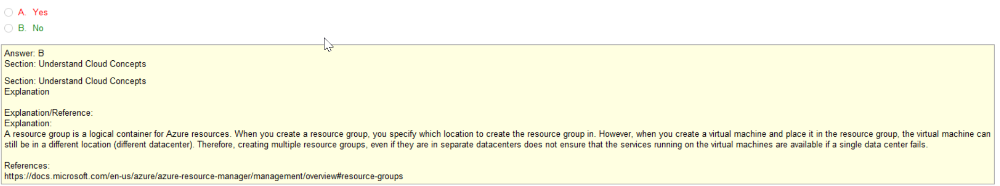 A. Yes
B. No
Answer: B
Section: Understand Cloud Concepts
Section: Understand Cloud Concepts
Explanation
Explanation/Reference:
Explanation:
A resource group is a logical container for Azure resources. When you create a resource group, you specify which location to create the resource group in. However, when you create a virtual machine and place it in the resource group, the virtual machine can
still be in a different location (different datacenter). Therefore, creating multiple resource groups, even if they are in separate datacenters does not ensure that the services running on the virtual machines are available if a single data center fails.
References:
https://docs.microsoft.com/en-us/azure/azure-resource-manager/management/overview#resource-groups